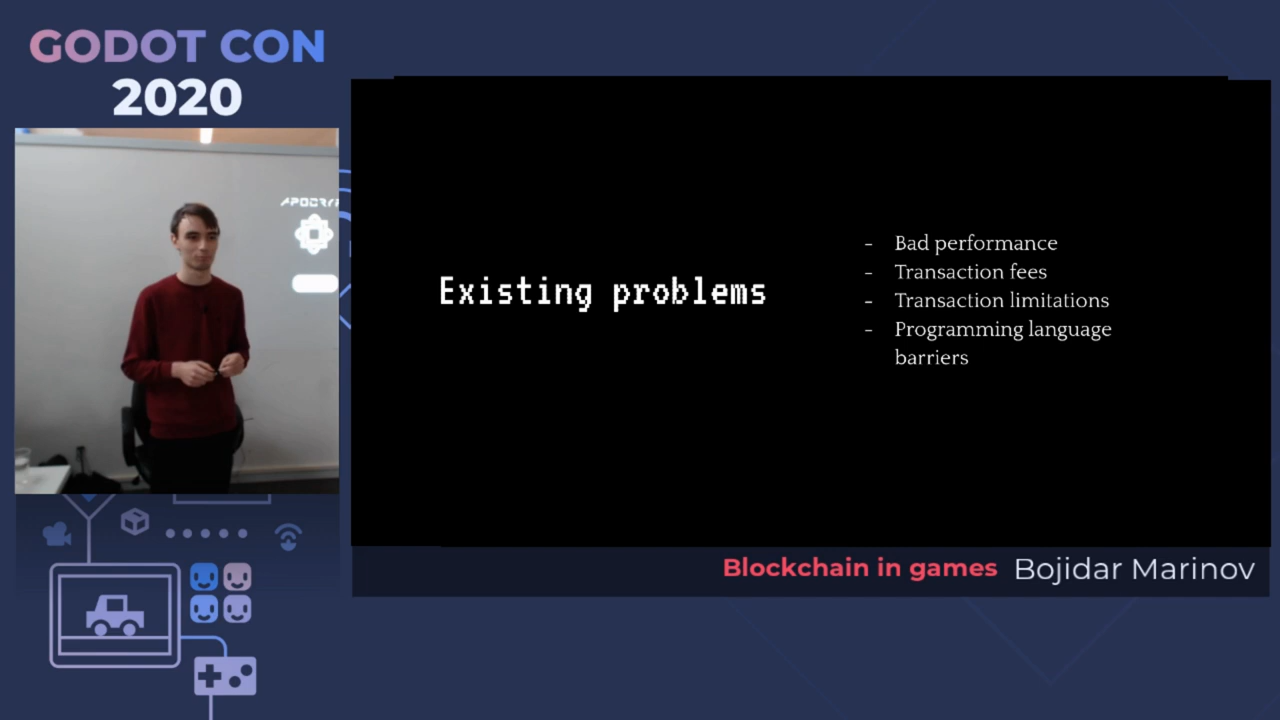 GODOT CON
2020
Existing problems
- Bad performance
- Transaction fees
- Transaction limitations
- Programming language
barriers
Blockchain in games Bojidar Marinov